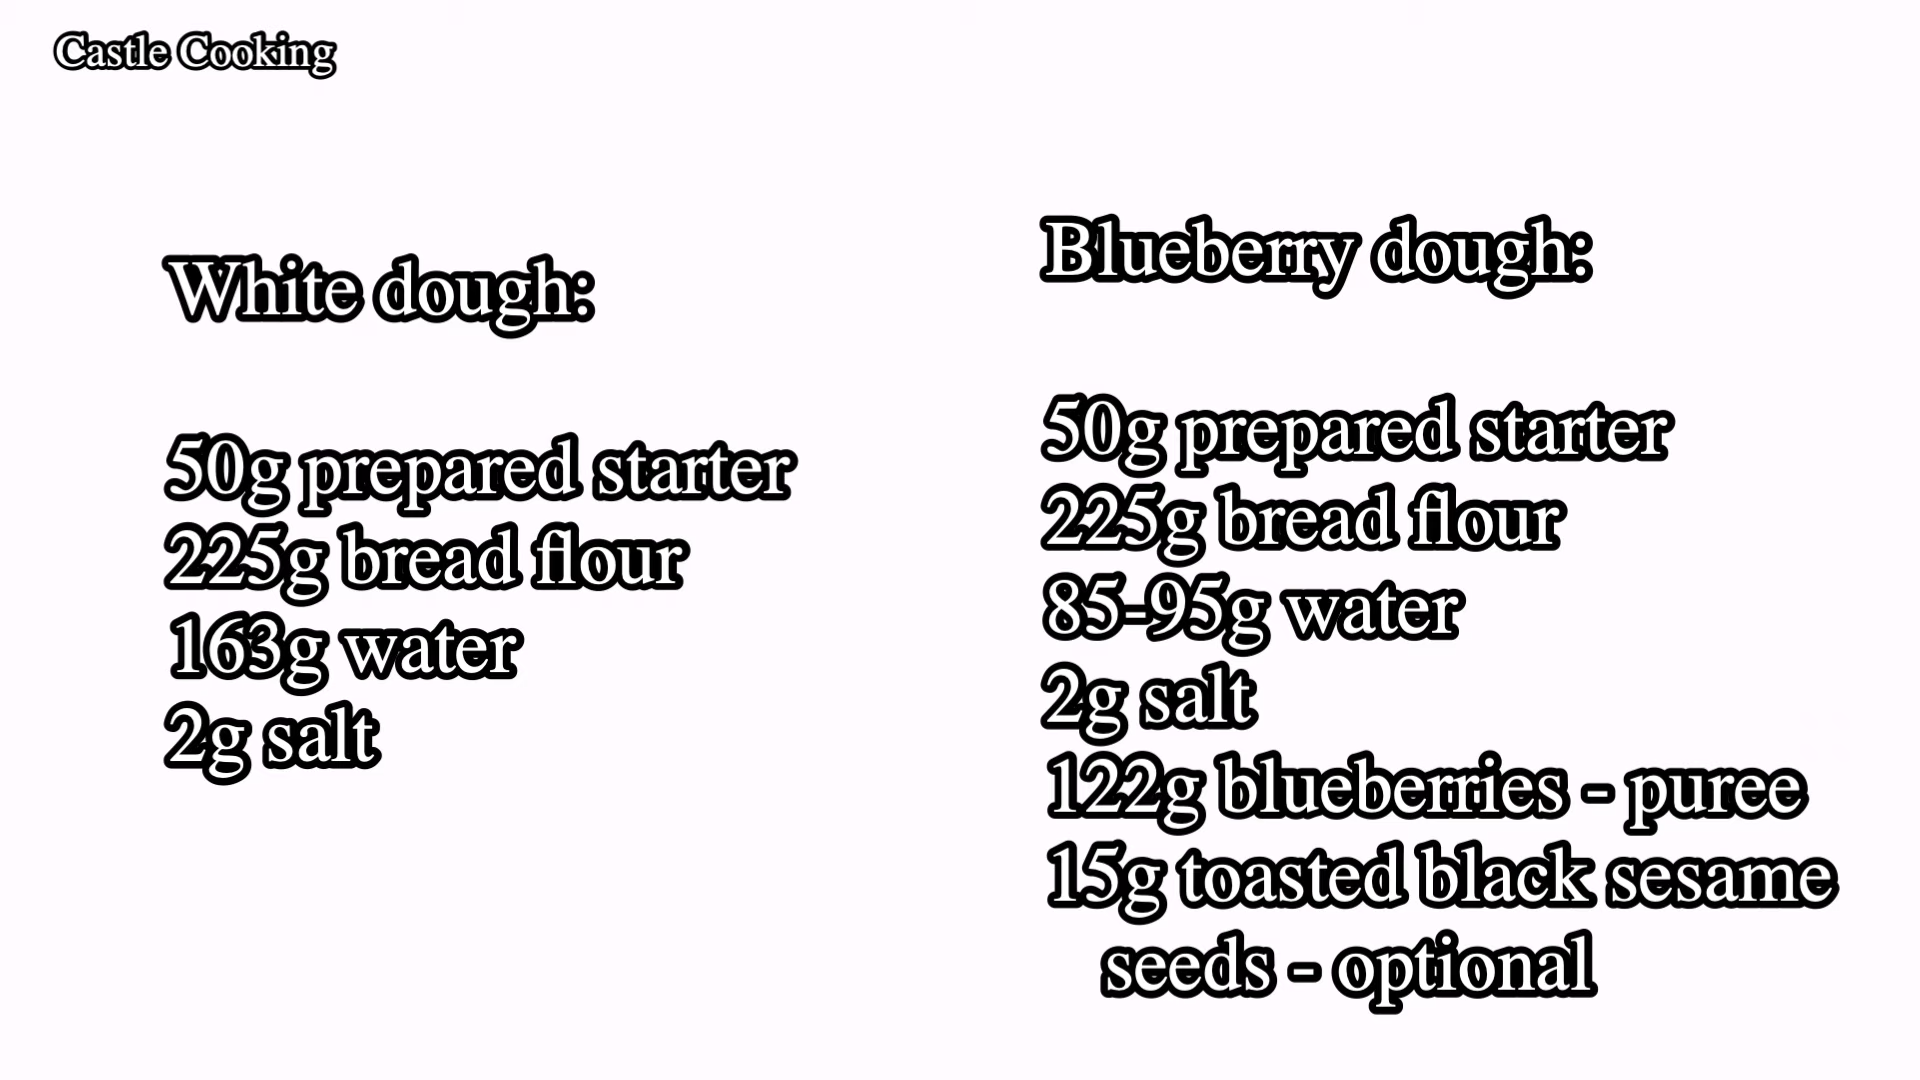 Castle Cooking
White dough:
50g prepared starter
225g bread flour
163g water
2g salt
Blueberry dough:
50g prepared starter
225g bread flour
85-95g water
2g salt
122g blueberries - puree
15g toasted black sesame
seeds - optional